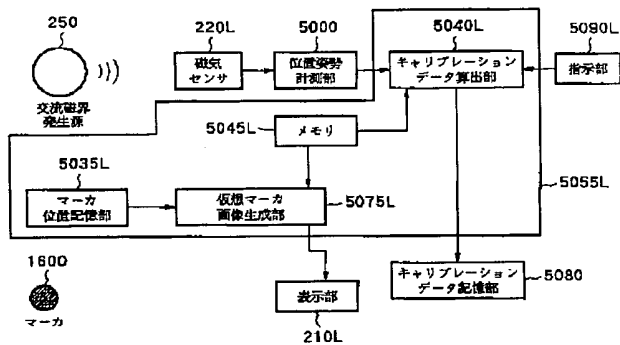 250
220L
5000
5040L
5090L
磁気
センサ
位置姿勢
計測部
キャリブレーション
データ算出部
指示部
交流磁界
発生源
5045L
メモリ
5035L
マーカ
位置記憶部
仮想マーカ
画像生成部
5075L
5055L
1600
マーカ
表示部
210L
キャリブレーション
データ記憶部
5080